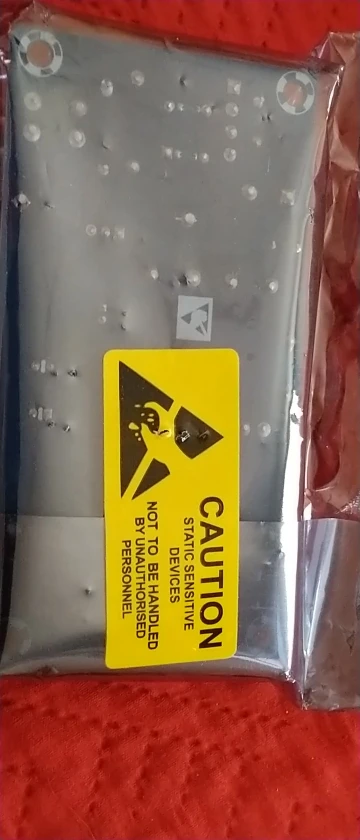 CAUTION
STATIC SENSITIVE
DEVICES
NOT TO BE HANDLED
BY UNAUTHORISED
PERSONNEL